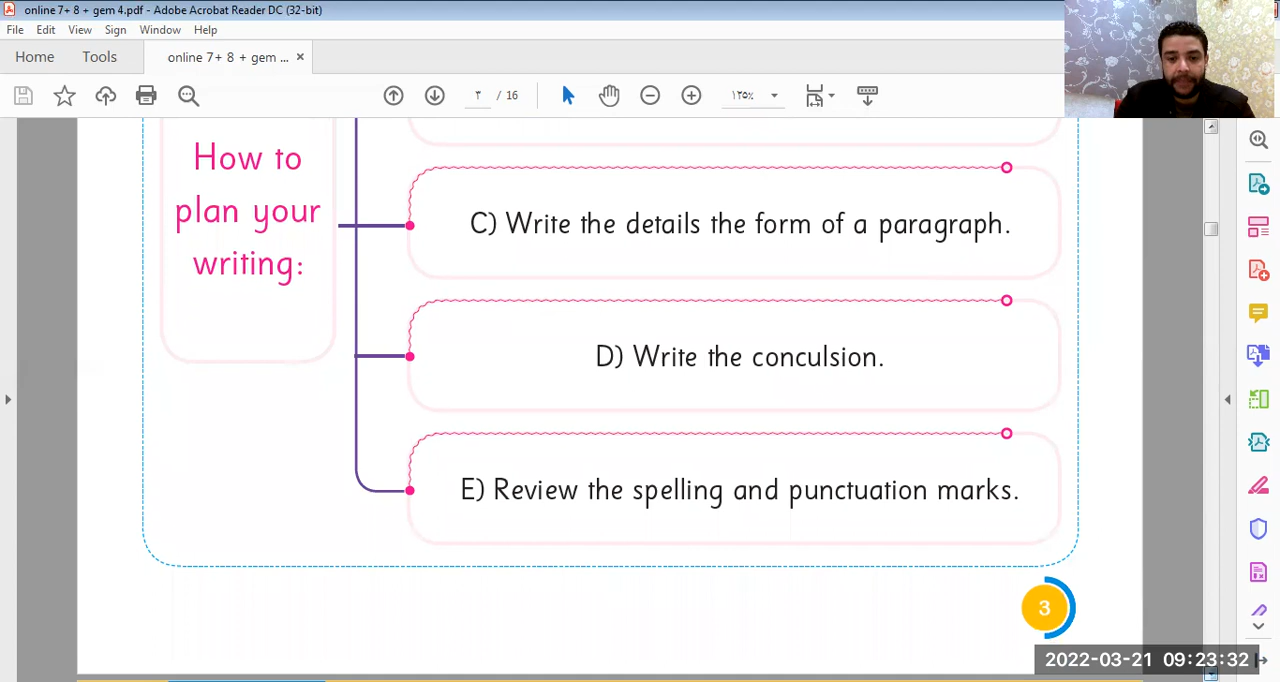 online 7+ 8 + gem 4.pdf - Adobe Acrobat Reader DC (32-bit)
File Edit View Sign Window Help
Home Tools online 7+ 8 + gem ... ×
٣ / 16 ١٢٥%
How to
plan your
writing:
C) Write the details the form of a paragraph.
D) Write the conculsion.
E) Review the spelling and punctuation marks.
3
2022-03-21 09:23:32